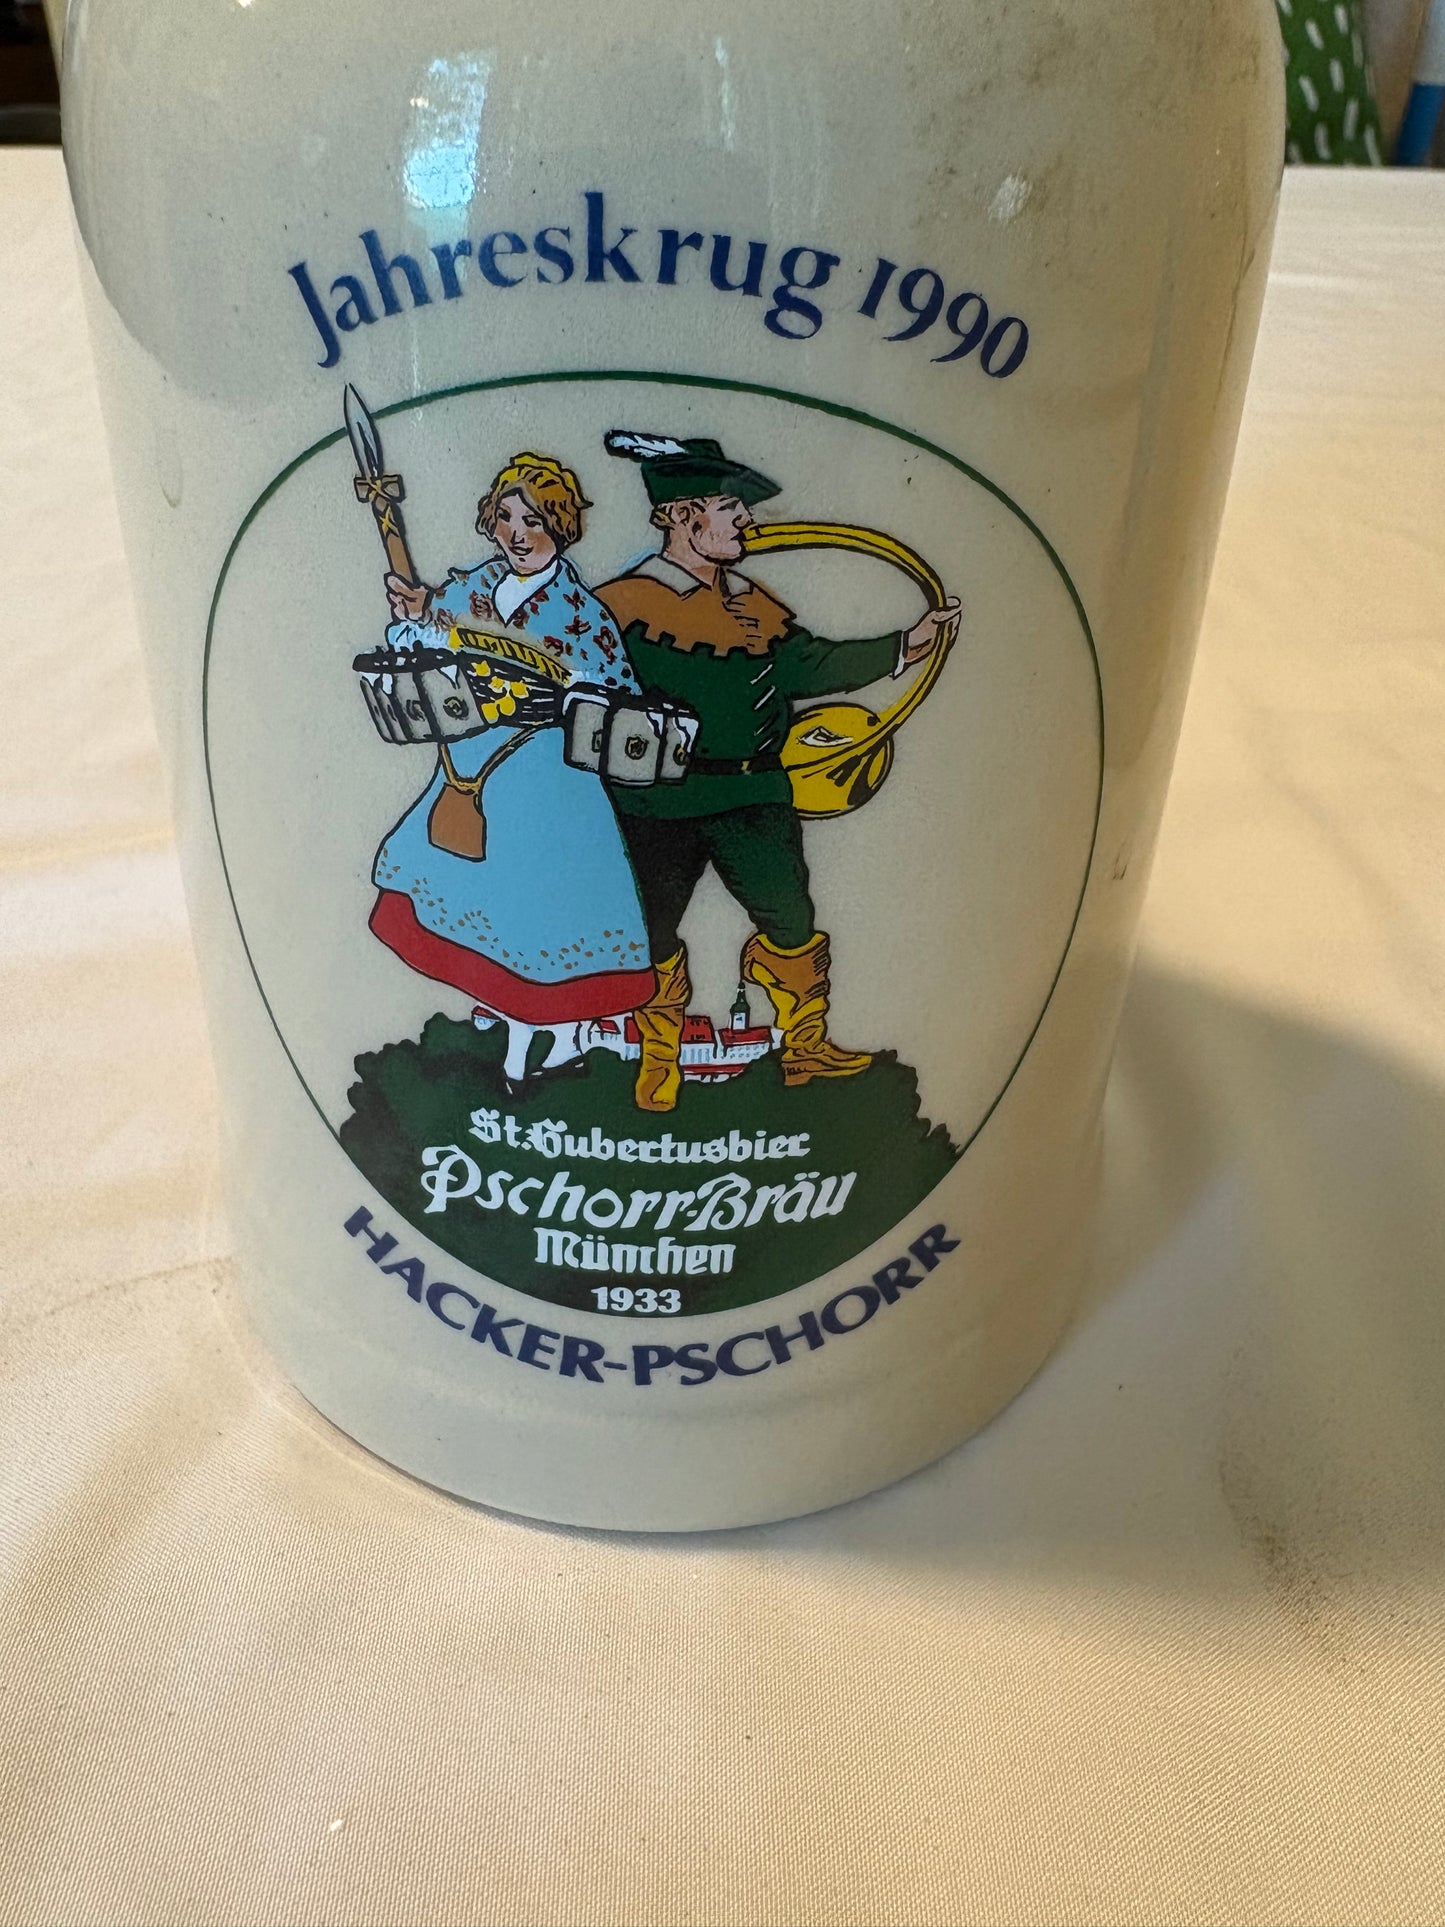 Jahreskrug 1990
St. Hubertusbier
Pschorr-Bräu
München
1933
HACKER-PSCHORR